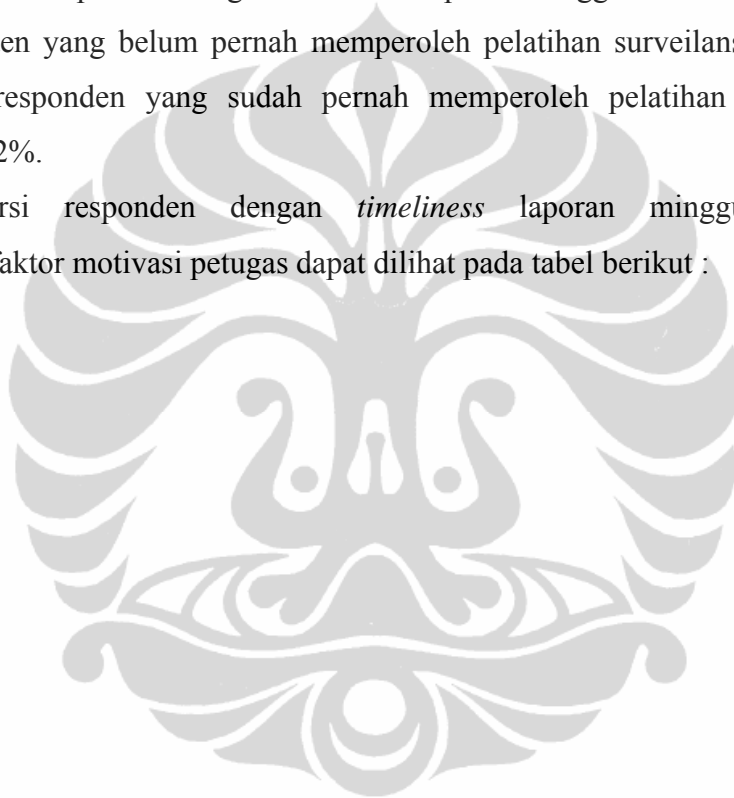 en yang belum pernah memperoleh pelatihan surveilans
responden yang sudah pernah memperoleh pelatihan
2%.
rsi responden dengan timeliness laporan minggu
faktor motivasi petugas dapat dilihat pada tabel berikut :